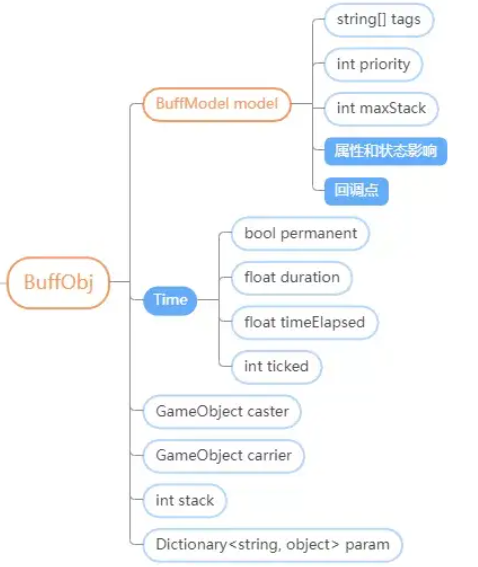 BuffObj
BuffModel model
string[] tags
int priority
int maxStack
属性和状态影响
回调点
Time
bool permanent
float duration
float timeElapsed
int ticked
GameObject caster
GameObject carrier
int stack
Dictionary<string, object> param